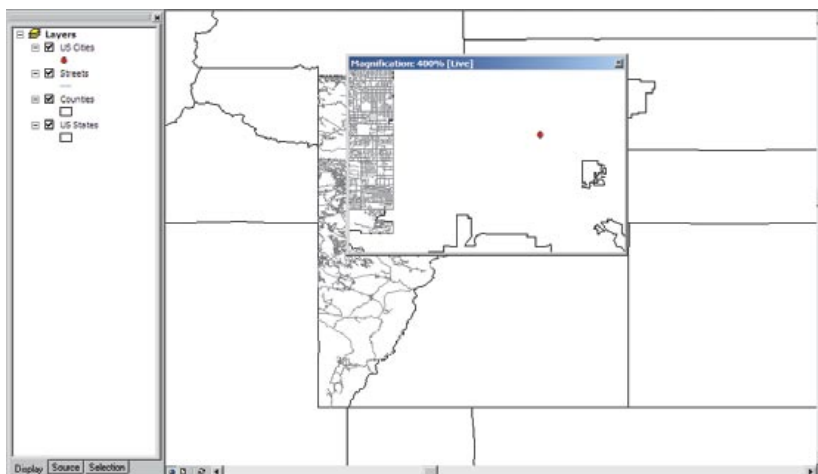 Layers
US Cities
Streets
Counties
US States
Magnification: 400% [Live]
Display
Source
Selection